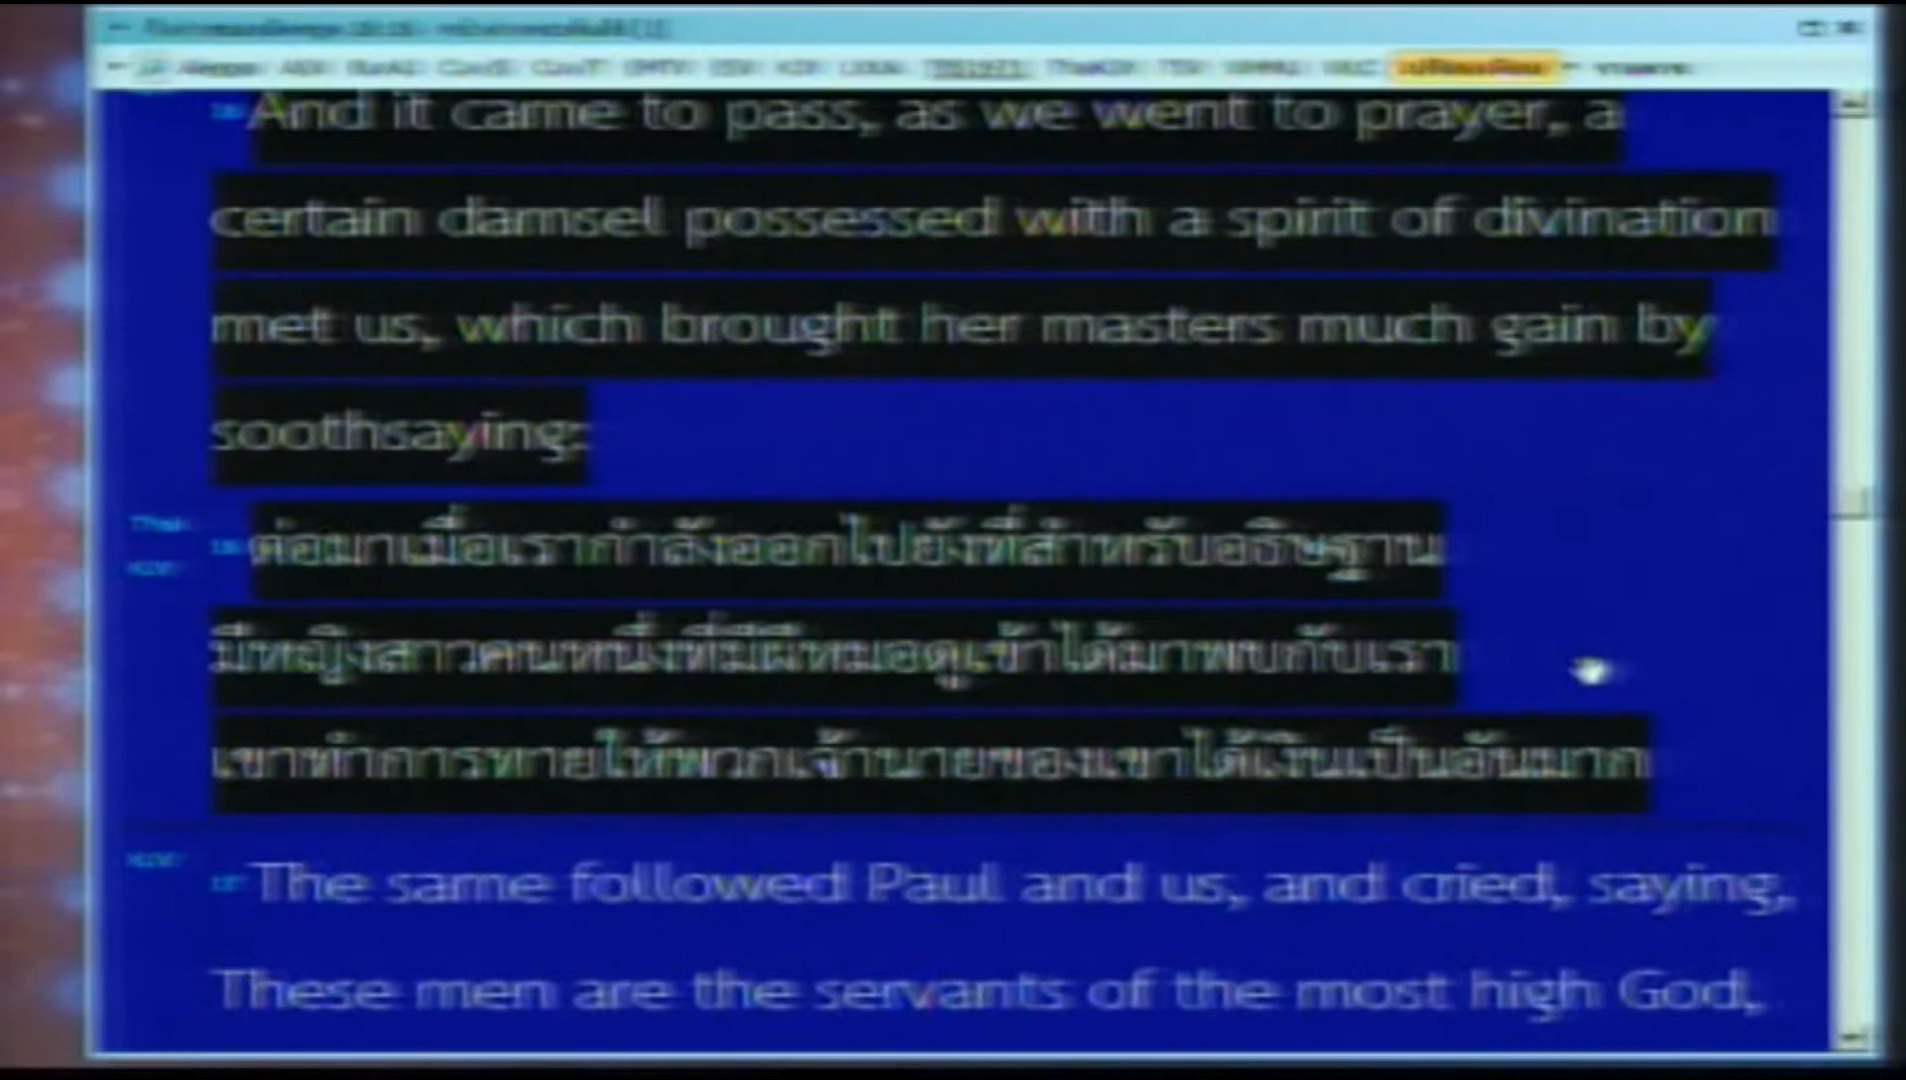 16 And it came to pass, as we went to prayer, a
certain damsel possessed with a spirit of divination
met us, which brought her masters much gain by
soothsaying:
Thai
KJV
16 ต่อมาเมื่อเรากำลังออกไปยังที่สำหรับอธิษฐาน
มีหญิงสาวคนหนึ่งที่มีผีหมอดูเข้าได้มาพบกับเรา
เขาทำการทายให้พวกเจ้านายของเขาได้เงินเป็นอันมาก
KJV
17 The same followed Paul and us, and cried, saying,
These men are the servants of the most high God,